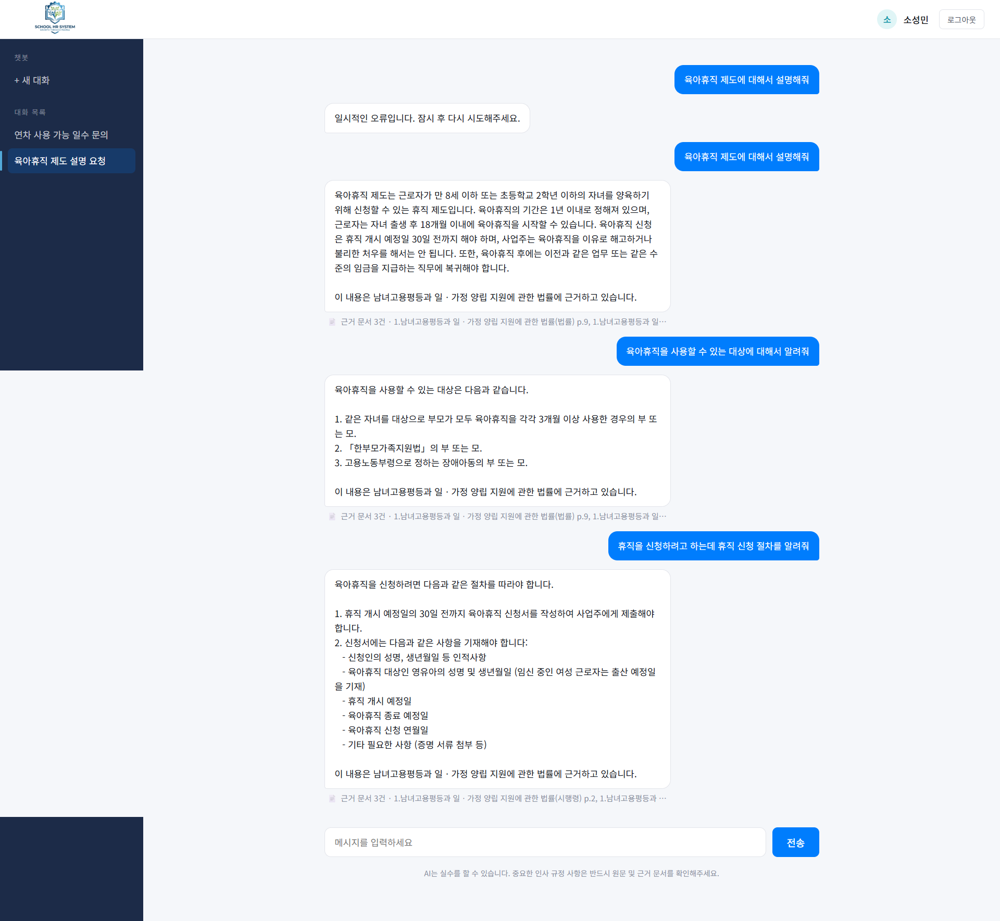 SCHOOL HR SYSTEM
GROWTH THROUGH PEOPLE
소
소성민
로그아웃
챗봇
+ 새 대화
대화 목록
연차 사용 가능 일수 문의
육아휴직 제도 설명 요청
육아휴직 제도에 대해서 설명해줘
일시적인 오류입니다. 잠시 후 다시 시도해주세요.
육아휴직 제도에 대해서 설명해줘
육아휴직 제도는 근로자가 만 8세 이하 또는 초등학교 2학년 이하의 자녀를 양육하기
위해 신청할 수 있는 휴직 제도입니다. 육아휴직의 기간은 1년 이내로 정해져 있으며,
근로자는 자녀 출생 후 18개월 이내에 육아휴직을 시작할 수 있습니다. 육아휴직 신청
은 휴직 개시 예정일 30일 전까지 해야 하며, 사업주는 육아휴직을 이유로 해고하거나
불리한 처우를 해서는 안 됩니다. 또한, 육아휴직 후에는 이전과 같은 업무 또는 같은 수
준의 임금을 지급하는 직무에 복귀해야 합니다.
이 내용은 남녀고용평등과 일ㆍ가정 양립 지원에 관한 법률에 근거하고 있습니다.
근거 문서 3건 · 1.남녀고용평등과 일ㆍ가정 양립 지원에 관한 법률(법률) p.9, 1.남녀고용평등과 일…
육아휴직을 사용할 수 있는 대상에 대해서 알려줘
육아휴직을 사용할 수 있는 대상은 다음과 같습니다.
1. 같은 자녀를 대상으로 부모가 모두 육아휴직을 각각 3개월 이상 사용한 경우의 부 또
는 모.
2. 「한부모가족지원법」의 부 또는 모.
3. 고용노동부령으로 정하는 장애아동의 부 또는 모.
이 내용은 남녀고용평등과 일ㆍ가정 양립 지원에 관한 법률에 근거하고 있습니다.
근거 문서 3건 · 1.남녀고용평등과 일ㆍ가정 양립 지원에 관한 법률(법률) p.9, 1.남녀고용평등과 일…
휴직을 신청하려고 하는데 휴직 신청 절차를 알려줘
육아휴직을 신청하려면 다음과 같은 절차를 따라야 합니다.
1. 휴직 개시 예정일의 30일 전까지 육아휴직 신청서를 작성하여 사업주에게 제출해야
합니다.
2. 신청서에는 다음과 같은 사항을 기재해야 합니다:
- 신청인의 성명, 생년월일 등 인적사항
- 육아휴직 대상인 영유아의 성명 및 생년월일 (임신 중인 여성 근로자는 출산 예정일
을 기재)
- 휴직 개시 예정일
- 육아휴직 종료 예정일
- 육아휴직 신청 연월일
- 기타 필요한 사항 (증명 서류 첨부 등)
이 내용은 남녀고용평등과 일ㆍ가정 양립 지원에 관한 법률에 근거하고 있습니다.
근거 문서 3건 · 1.남녀고용평등과 일ㆍ가정 양립 지원에 관한 법률(시행령) p.2, 1.남녀고용평등과 …
메시지를 입력하세요
전송
AI는 실수를 할 수 있습니다. 중요한 인사 규정 사항은 반드시 원문 및 근거 문서를 확인해주세요.